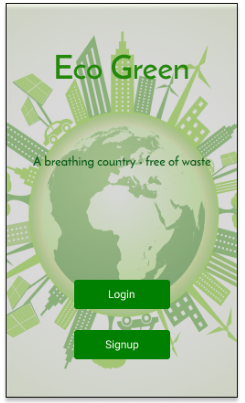 Eco Green
A breathing country - free of waste
Login
Signup